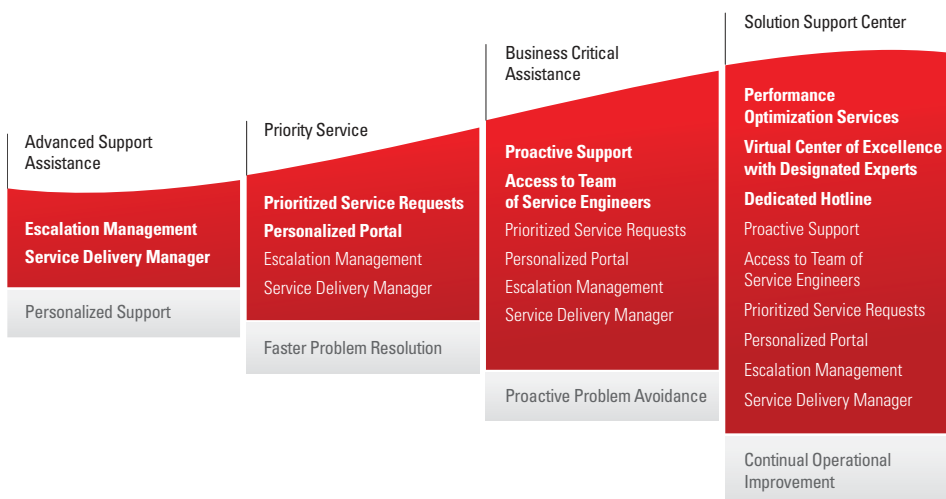 Advanced Support
Assistance
Escalation Management
Service Delivery Manager
Personalized Support
Priority Service
Prioritized Service Requests
Personalized Portal
Escalation Management
Service Delivery Manager
Faster Problem Resolution
Business Critical
Assistance
Proactive Support
Access to Team
of Service Engineers
Prioritized Service Requests
Personalized Portal
Escalation Management
Service Delivery Manager
Proactive Problem Avoidance
Solution Support Center
Performance
Optimization Services
Virtual Center of Excellence
with Designated Experts
Dedicated Hotline
Proactive Support
Access to Team of
Service Engineers
Prioritized Service Requests
Personalized Portal
Escalation Management
Service Delivery Manager
Continual Operational
Improvement